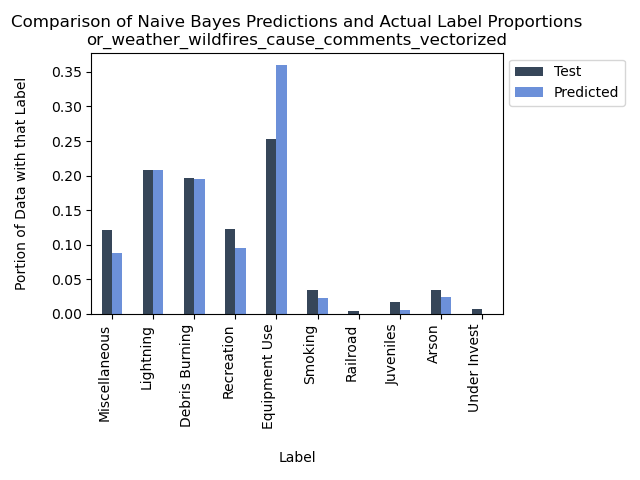 Comparison of Naive Bayes Predictions and Actual Label Proportions
or_weather_wildfires_cause_comments_vectorized
Portion of Data with that Label
0.35
0.30
0.25
0.20
0.15
0.10
0.05
0.00
Test
Predicted
Miscellaneous
Lightning
Debris Burning
Recreation
Equipment Use
Smoking
Railroad
Juveniles
Arson
Under Invest
Label